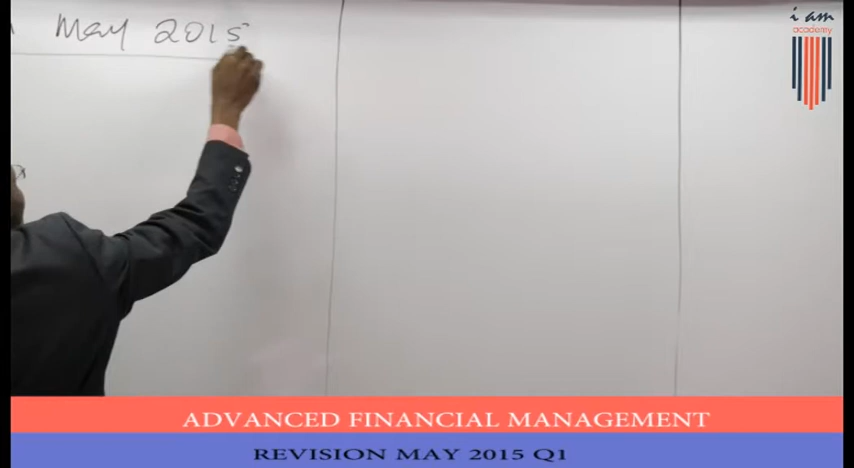 May 2015
i am
academy
ADVANCED FINANCIAL MANAGEMENT
REVISION MAY 2015 Q1